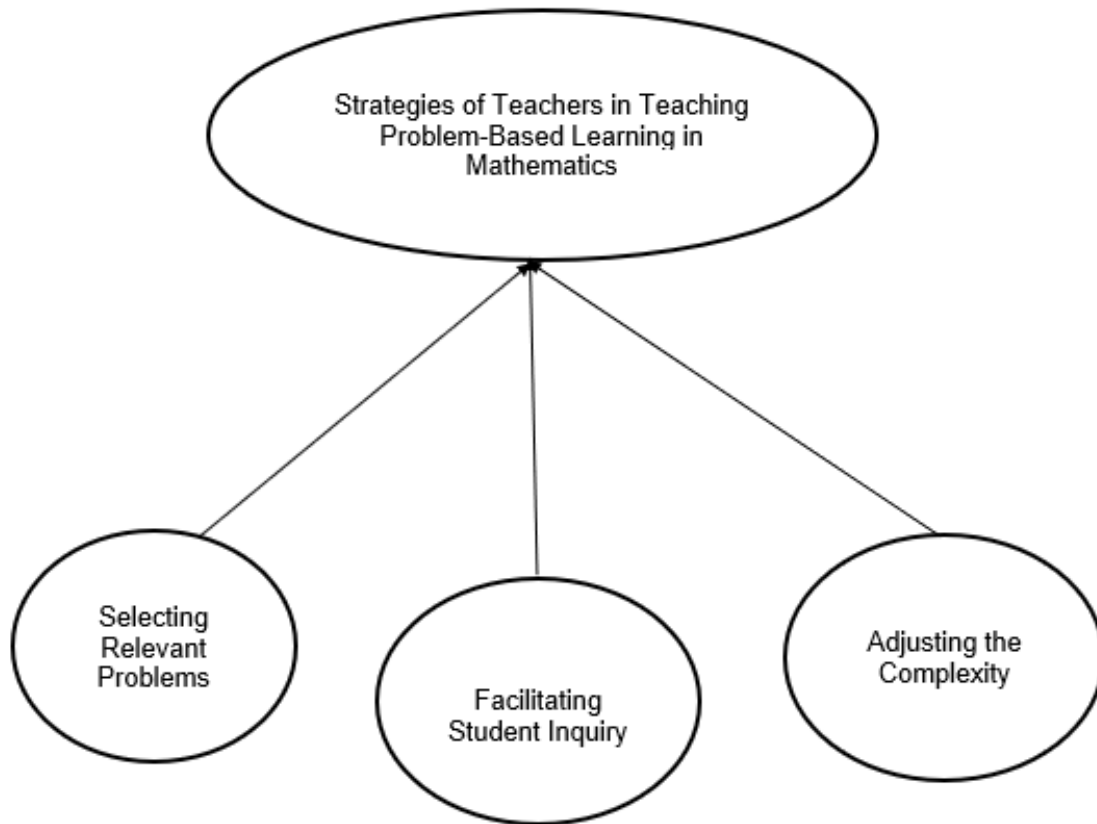 Strategies of Teachers in Teaching
Problem-Based Learning in
Mathematics
Selecting
Relevant
Problems
Facilitating
Student Inquiry
Adjusting the
Complexity